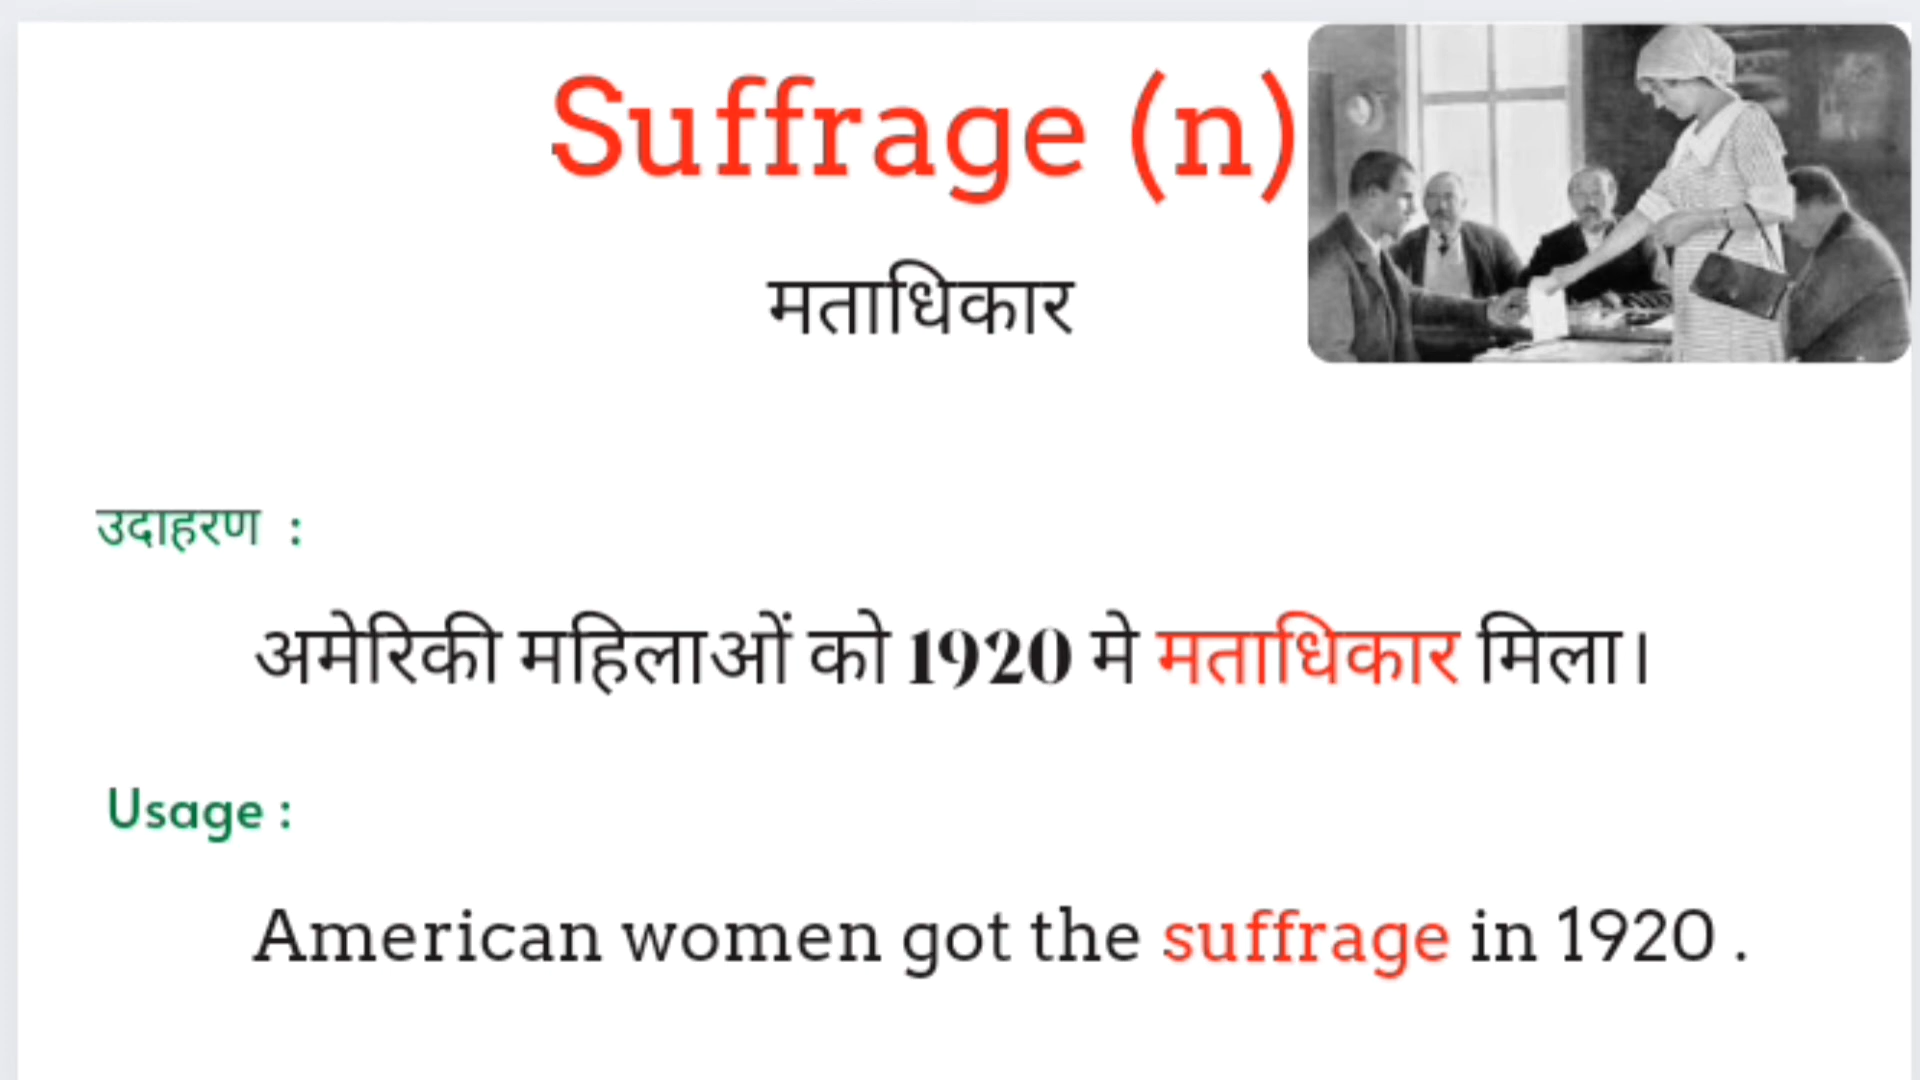 Suffrage (n)
मताधिकार
उदाहरण :
अमेरिकी महिलाओं को 1920 मे मताधिकार मिला।
Usage :
American women got the suffrage in 1920 .